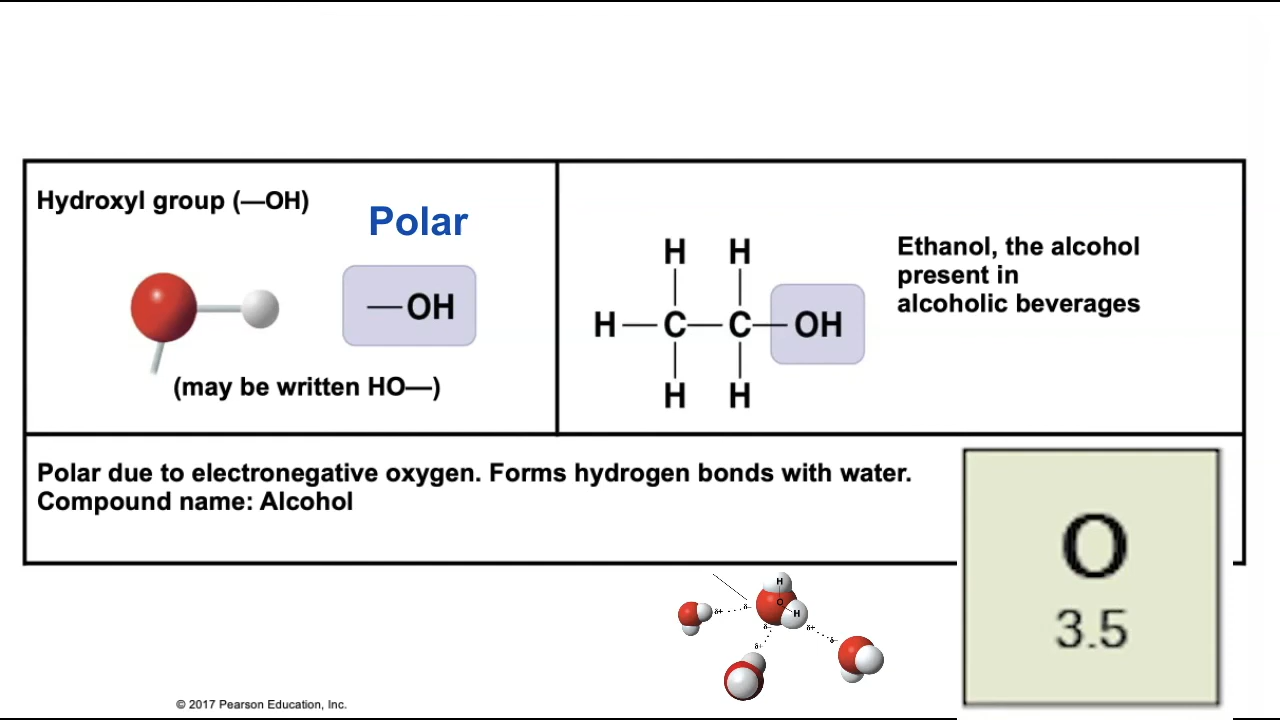 Hydroxyl group (—OH)
Polar
—OH
(may be written HO—)
H H
H—C—C—OH
H H
Ethanol, the alcohol
present in
alcoholic beverages
Polar due to electronegative oxygen. Forms hydrogen bonds with water.
Compound name: Alcohol
O
3.5
H
O
H
δ+
δ–
δ–
δ+
δ+
δ–
© 2017 Pearson Education, Inc.